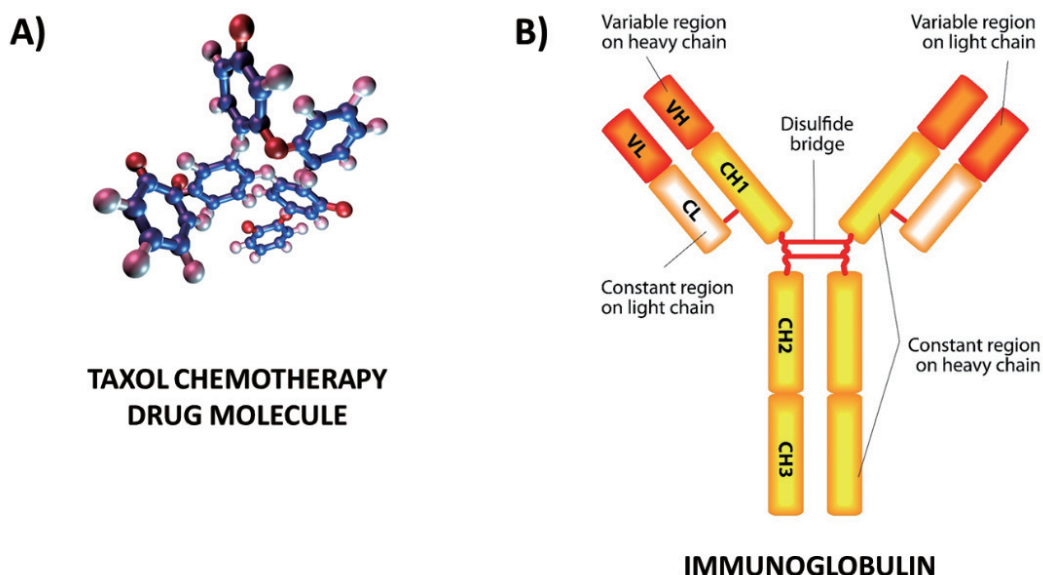 A)
TAXOL CHEMOTHERAPY
DRUG MOLECULE
B)
Variable region
on heavy chain
Variable region
on light chain
Disulfide
bridge
VH
VL
CH1
CL
Constant region
on light chain
CH2
Constant region
on heavy chain
CH3
IMMUNOGLOBULIN